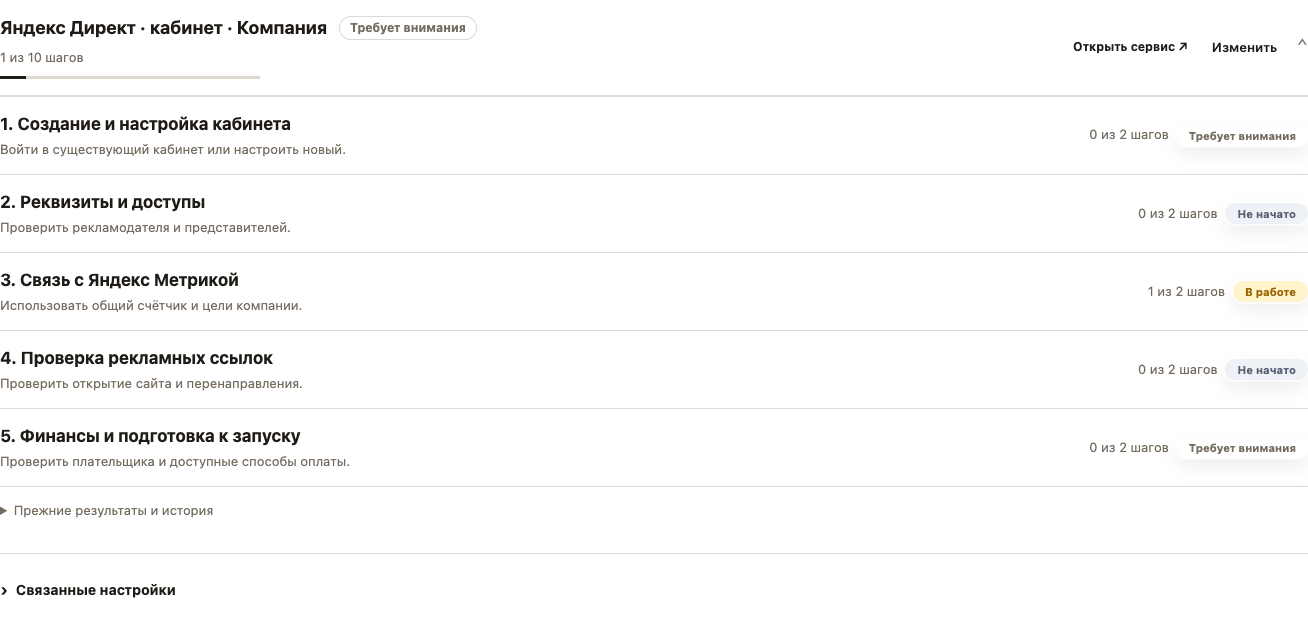 Яндекс Директ · кабинет · Компания Требует внимания
1 из 10 шагов
Открыть сервис ↗ Изменить
1. Создание и настройка кабинета
Войти в существующий кабинет или настроить новый.
0 из 2 шагов Требует внимания
2. Реквизиты и доступы
Проверить рекламодателя и представителей.
0 из 2 шагов Не начато
3. Связь с Яндекс Метрикой
Использовать общий счётчик и цели компании.
1 из 2 шагов В работе
4. Проверка рекламных ссылок
Проверить открытие сайта и перенаправления.
0 из 2 шагов Не начато
5. Финансы и подготовка к запуску
Проверить плательщика и доступные способы оплаты.
0 из 2 шагов Требует внимания
Прежние результаты и история
Связанные настройки